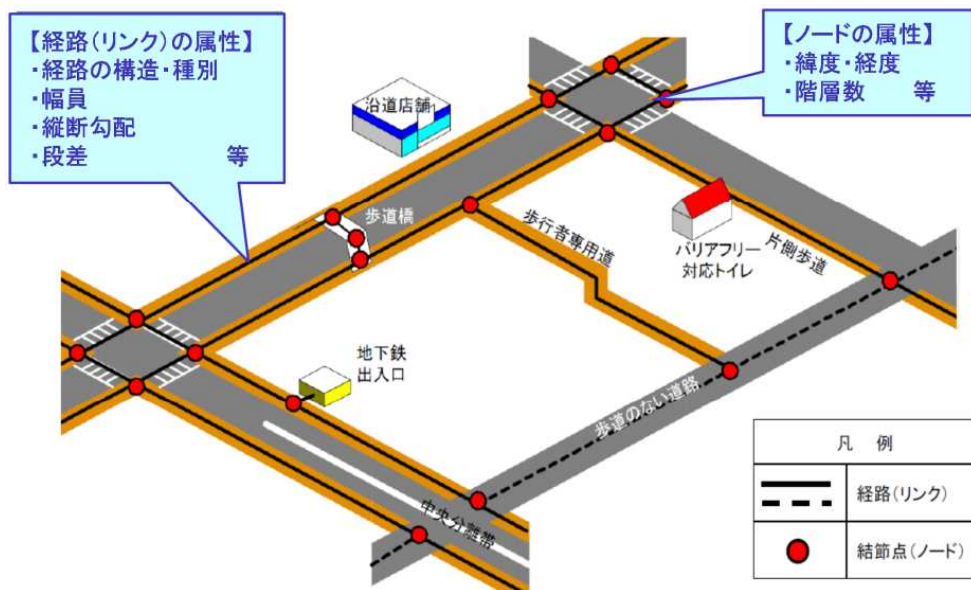 【経路(リンク)の属性】
・経路の構造・種別
・幅員
・縦断勾配
・段差　　　　　等
【ノードの属性】
・緯度・経度
・階層数　　等
沿道店舗
歩道橋
歩行者専用道
バリアフリー
対応トイレ
片側歩道
地下鉄
出入口
歩道のない道路
中央分離帯
凡　例
経路(リンク)
結節点(ノード)